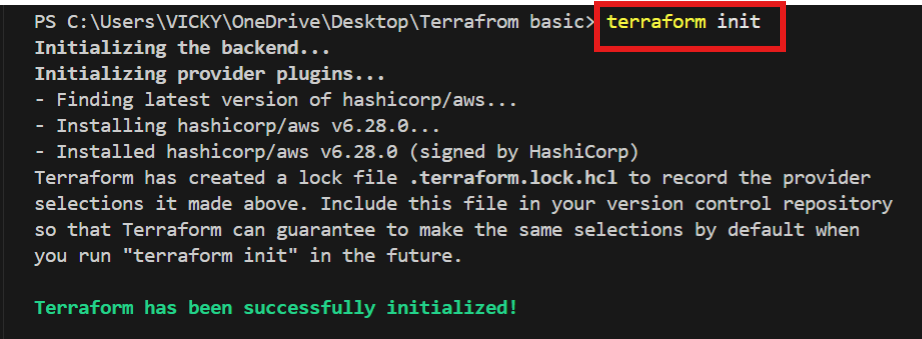 PS C:\Users\VICKY\OneDrive\Desktop\Terrafrom basic> terraform init
Initializing the backend...
Initializing provider plugins...
- Finding latest version of hashicorp/aws...
- Installing hashicorp/aws v6.28.0...
- Installed hashicorp/aws v6.28.0 (signed by HashiCorp)
Terraform has created a lock file .terraform.lock.hcl to record the provider
selections it made above. Include this file in your version control repository
so that Terraform can guarantee to make the same selections by default when
you run "terraform init" in the future.
Terraform has been successfully initialized!